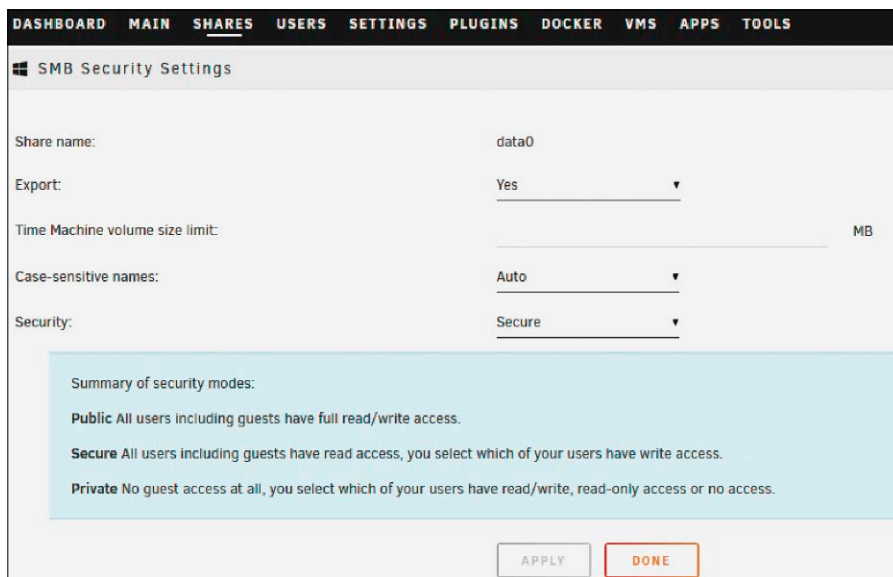 DASHBOARD MAIN SHARES USERS SETTINGS PLUGINS DOCKER VMS APPS TOOLS
SMB Security Settings
Share name: data0
Export: Yes
Time Machine volume size limit: MB
Case-sensitive names: Auto
Security: Secure
Summary of security modes:
Public All users including guests have full read/write access.
Secure All users including guests have read access, you select which of your users have write access.
Private No guest access at all, you select which of your users have read/write, read-only access or no access.
APPLY DONE